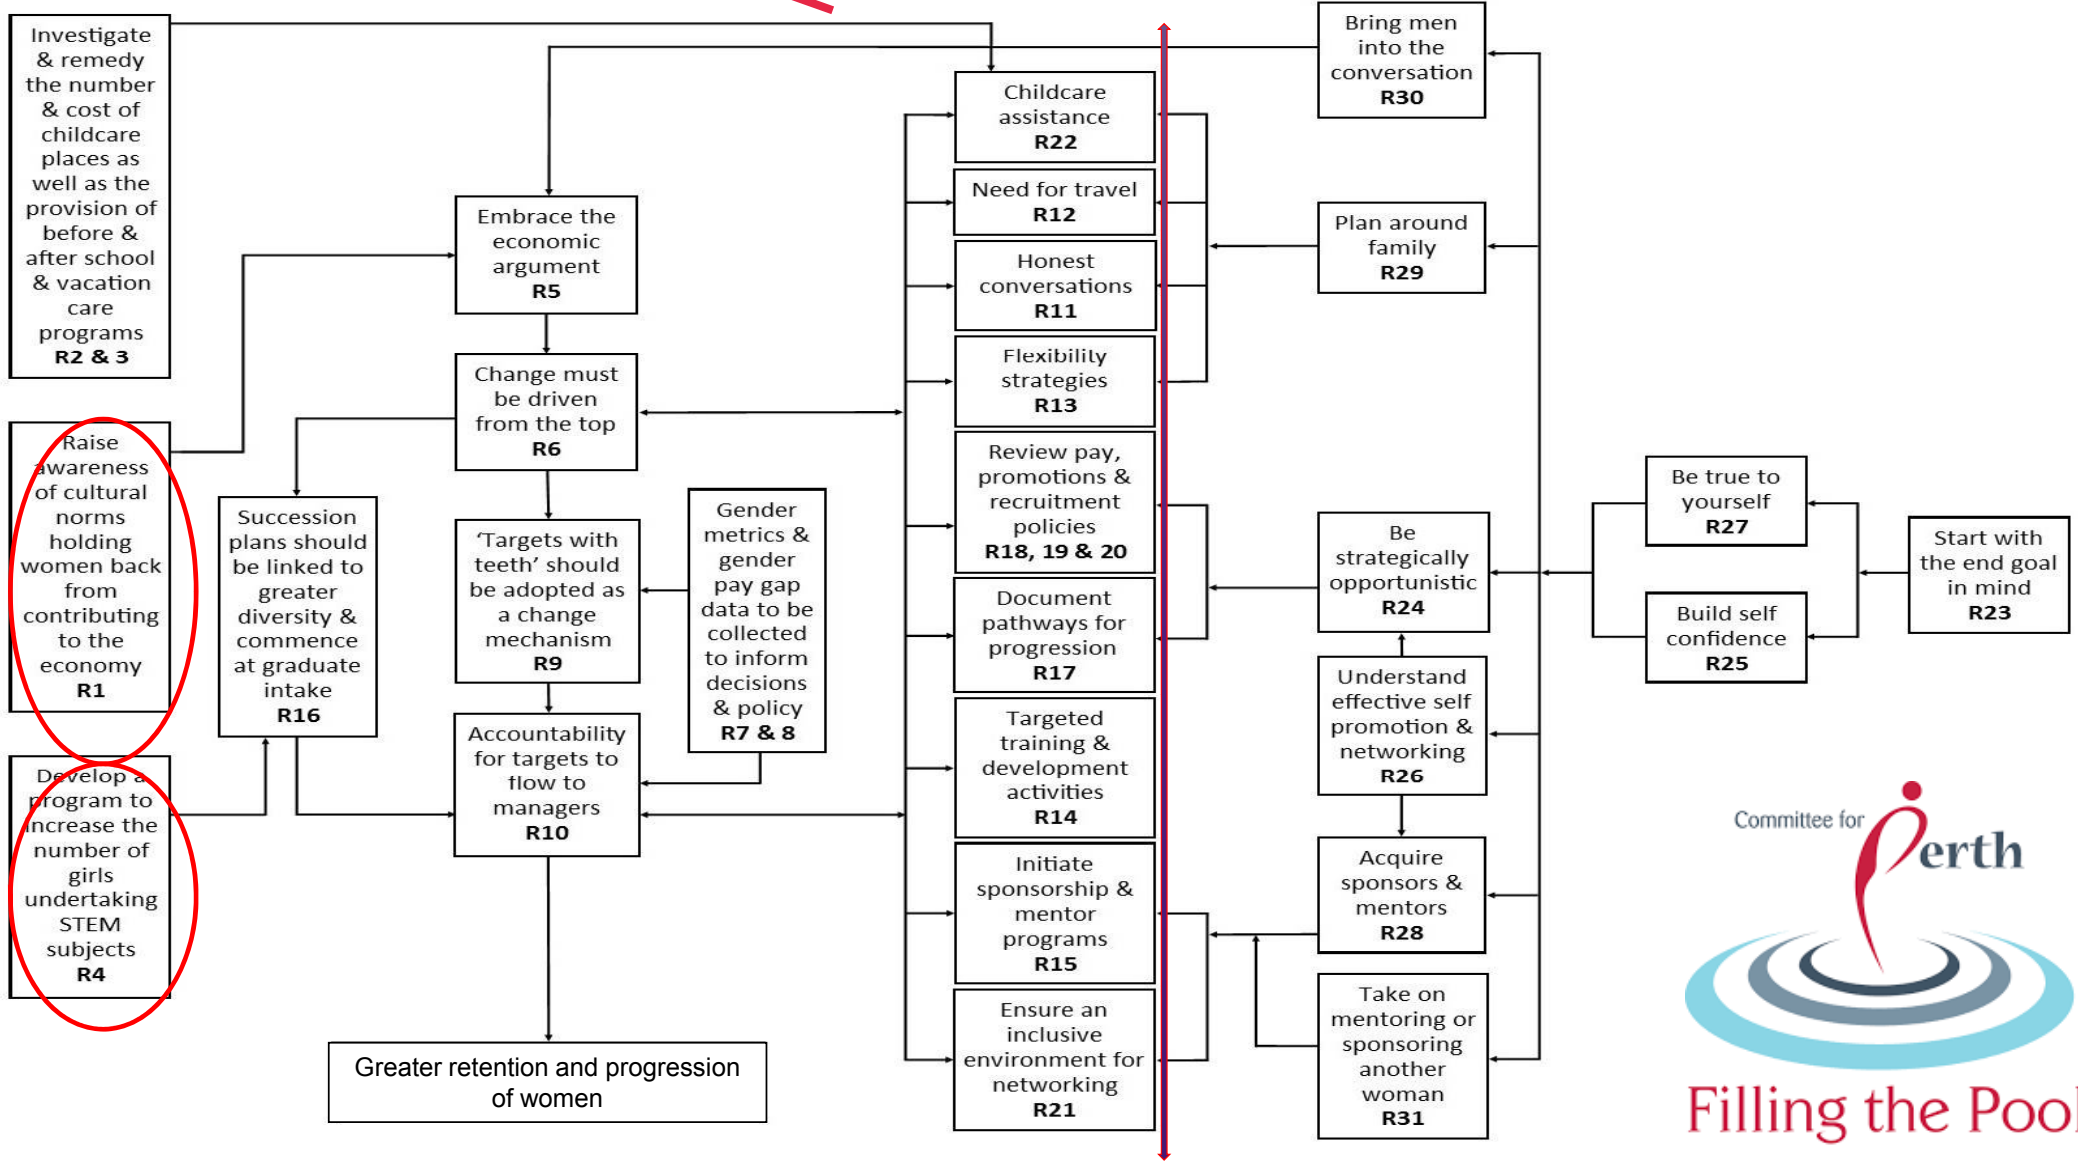 Investigate
& remedy
the number
& cost of
childcare
places as
well as the
provision of
before &
after school
& vacation
care
programs
R2 & 3
Raise
awareness
of cultural
norms
holding
women back
from
contributing
to the
economy
R1
Develop a
program to
increase the
number of
girls
undertaking
STEM
subjects
R4
Succession
plans should
be linked to
greater
diversity &
commence
at graduate
intake
R16
Embrace the
economic
argument
R5
Change must
be driven
from the top
R6
‘Targets with
teeth’ should
be adopted as
a change
mechanism
R9
Accountability
for targets to
flow to
managers
R10
Greater retention and progression
of women
Gender
metrics &
gender
pay gap
data to be
collected
to inform
decisions
& policy
R7 & 8
Childcare
assistance
R22
Need for travel
R12
Honest
conversations
R11
Flexibility
strategies
R13
Review pay,
promotions &
recruitment
policies
R18, 19 & 20
Document
pathways for
progression
R17
Targeted
training &
development
activities
R14
Initiate
sponsorship &
mentor
programs
R15
Ensure an
inclusive
environment for
networking
R21
Bring men
into the
conversation
R30
Plan around
family
R29
Be
strategically
opportunistic
R24
Understand
effective self
promotion &
networking
R26
Acquire
sponsors &
mentors
R28
Take on
mentoring or
sponsoring
another
woman
R31
Be true to
yourself
R27
Build self
confidence
R25
Start with
the end goal
in mind
R23
Committee for
Perth
Filling the Pool